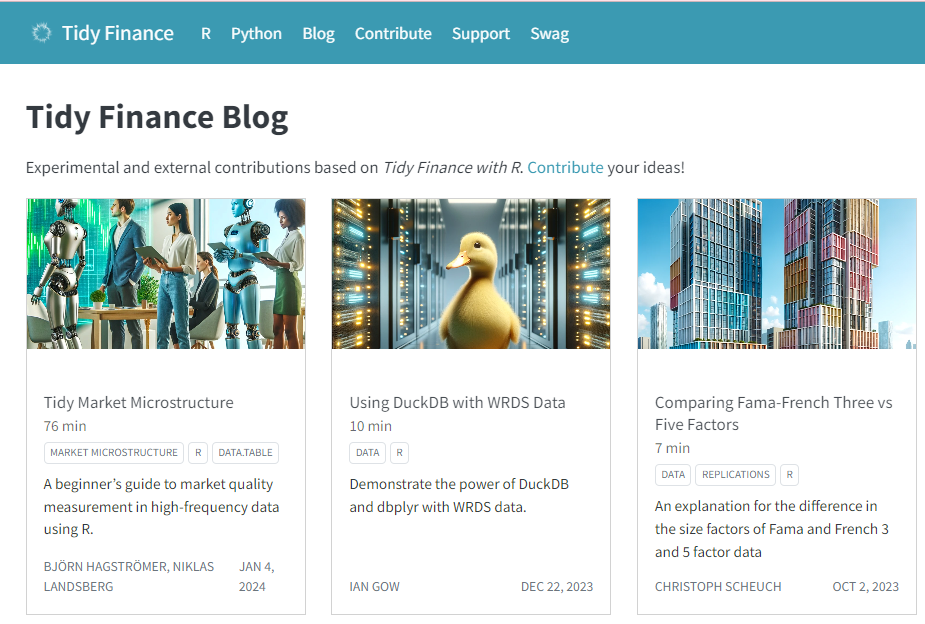 Tidy Finance R Python Blog Contribute Support Swag
Tidy Finance Blog
Experimental and external contributions based on Tidy Finance with R. Contribute your ideas!
Tidy Market Microstructure
76 min
MARKET MICROSTRUCTURE R DATA.TABLE
A beginner’s guide to market quality
measurement in high-frequency data
using R.
BJÖRN HAGSTRÖMER, NIKLAS
LANDSBERG
JAN 4,
2024
Using DuckDB with WRDS Data
10 min
DATA R
Demonstrate the power of DuckDB
and dbplyr with WRDS data.
IAN GOW
DEC 22, 2023
Comparing Fama-French Three vs
Five Factors
7 min
DATA REPLICATIONS R
An explanation for the difference in
the size factors of Fama and French 3
and 5 factor data
CHRISTOPH SCHEUCH
OCT 2, 2023